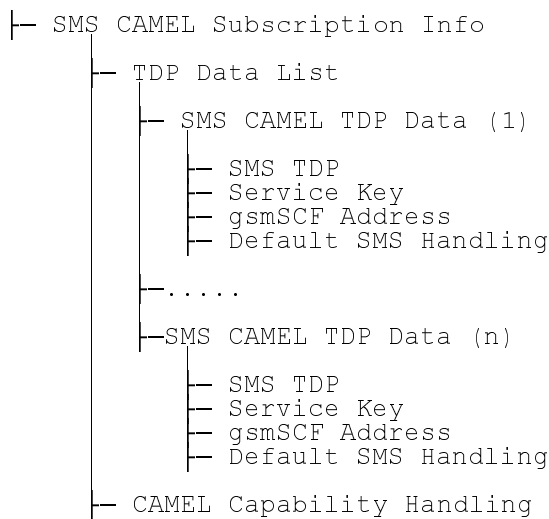 SMS CAMEL Subscription Info
TDP Data List
SMS CAMEL TDP Data (1)
SMS TDP
Service Key
gsmSCF Address
Default SMS Handling
.....
SMS CAMEL TDP Data (n)
SMS TDP
Service Key
gsmSCF Address
Default SMS Handling
CAMEL Capability Handling